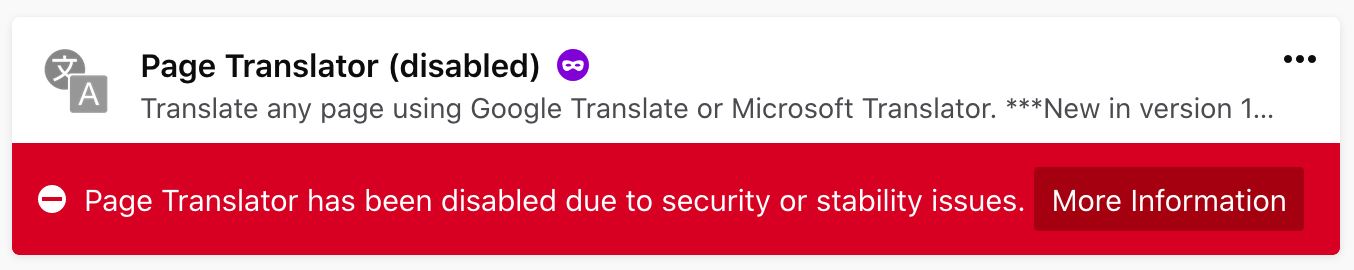 文
A
Page Translator (disabled)
Translate any page using Google Translate or Microsoft Translator. ***New in version 1...
Page Translator has been disabled due to security or stability issues. More Information